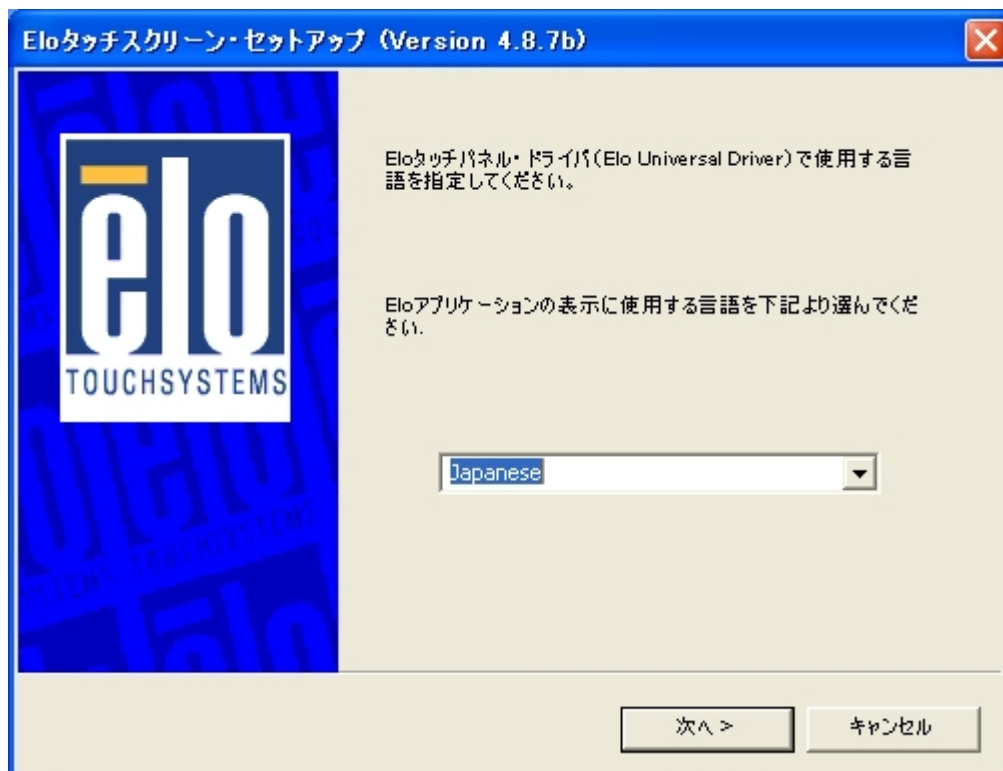 Eloタッチスクリーン・セットアップ (Version 4.8.7b)
elo
TOUCHSYSTEMS
Eloタッチパネル・ドライバ(Elo Universal Driver)で使用する言
語を指定してください。
Eloアプリケーションの表示に使用する言語を下記より選んでくだ
さい.
Japanese
次へ >
キャンセル